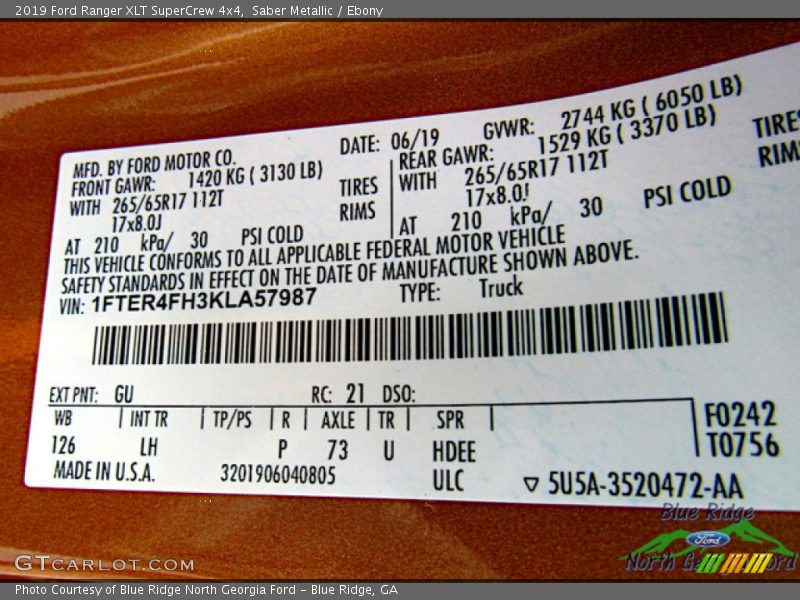 2019 Ford Ranger XLT SuperCrew 4x4,  Saber Metallic / Ebony
MFD. BY FORD MOTOR CO. DATE: 06/19 GVWR: 2744 KG ( 6050 LB)
FRONT GAWR: 1420 KG ( 3130 LB) REAR GAWR: 1529 KG ( 3370 LB)
WITH 265/65R17 112T TIRES WITH 265/65R17 112T TIRES
17x8.0J RIMS 17x8.0J RIMS
AT 210 kPa/ 30 PSI COLD AT 210 kPa/ 30 PSI COLD
THIS VEHICLE CONFORMS TO ALL APPLICABLE FEDERAL MOTOR VEHICLE
SAFETY STANDARDS IN EFFECT ON THE DATE OF MANUFACTURE SHOWN ABOVE.
VIN: 1FTER4FH3KLA57987 TYPE: Truck
EXT PNT: GU RC: 21 DSO:
WB INT TR TP/PS R AXLE TR SPR F0242
126 LH P 73 U HDEE T0756
MADE IN U.S.A. 3201906040805 ULC ▽ 5U5A-3520472-AA
Blue Ridge
Ford
North Georgia Ford
GTCARLOT.COM
Photo Courtesy of Blue Ridge North Georgia Ford – Blue Ridge, GA